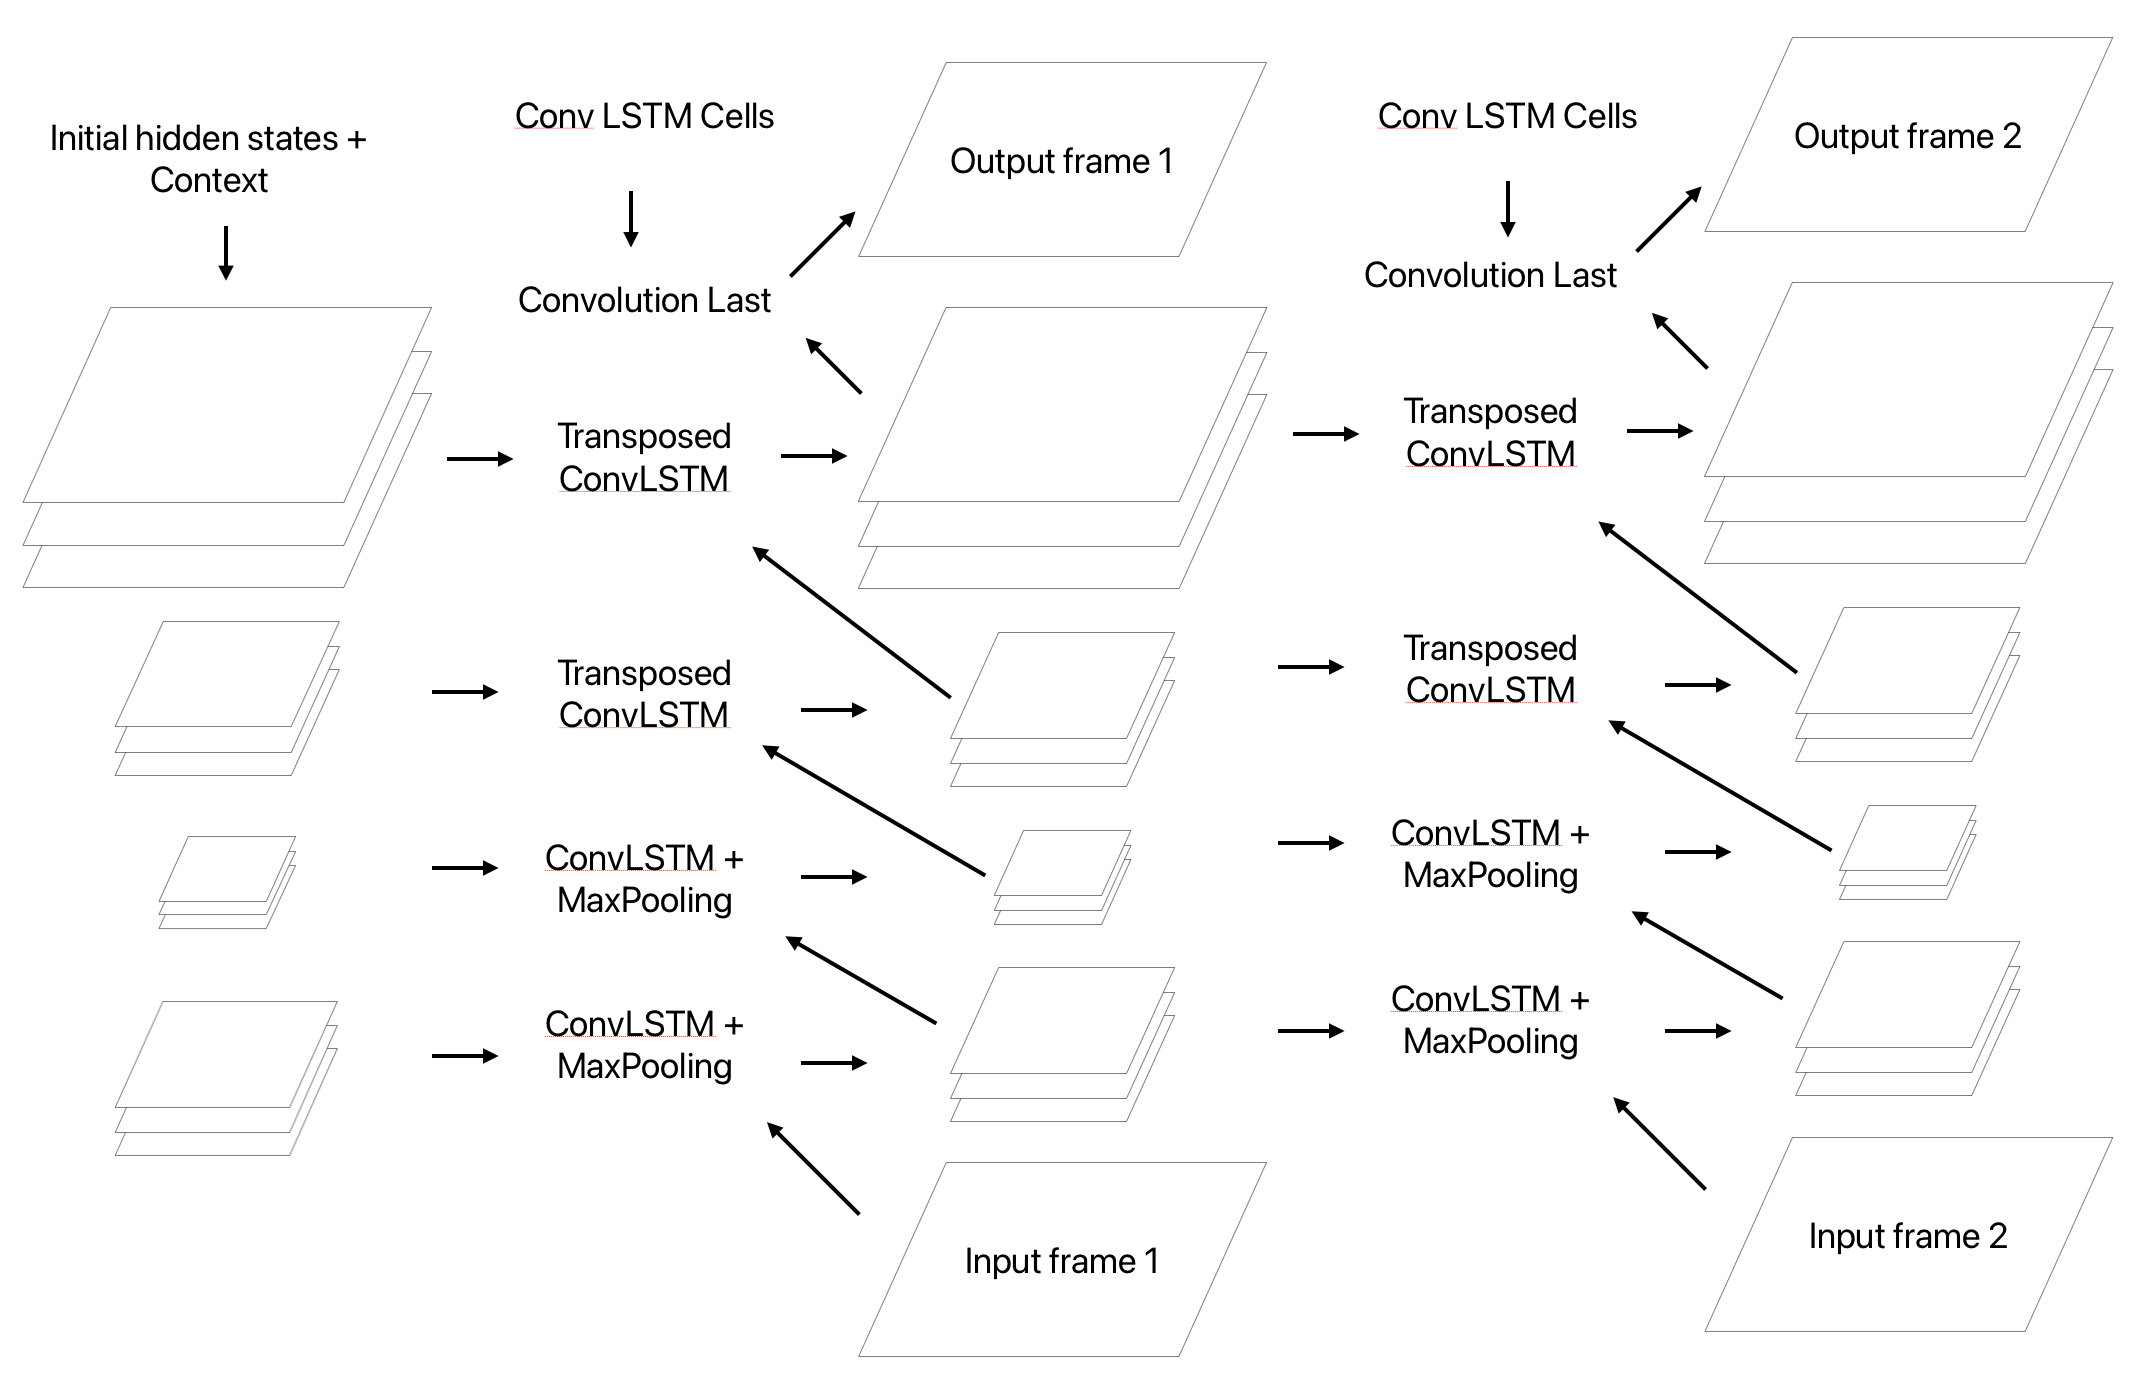 Initial hidden states +
Context
Conv LSTM Cells
Convolution Last
Transposed
ConvLSTM
Transposed
ConvLSTM
ConvLSTM +
MaxPooling
ConvLSTM +
MaxPooling
Output frame 1
Input frame 1
Conv LSTM Cells
Convolution Last
Transposed
ConvLSTM
Transposed
ConvLSTM
ConvLSTM +
MaxPooling
ConvLSTM +
MaxPooling
Output frame 2
Input frame 2